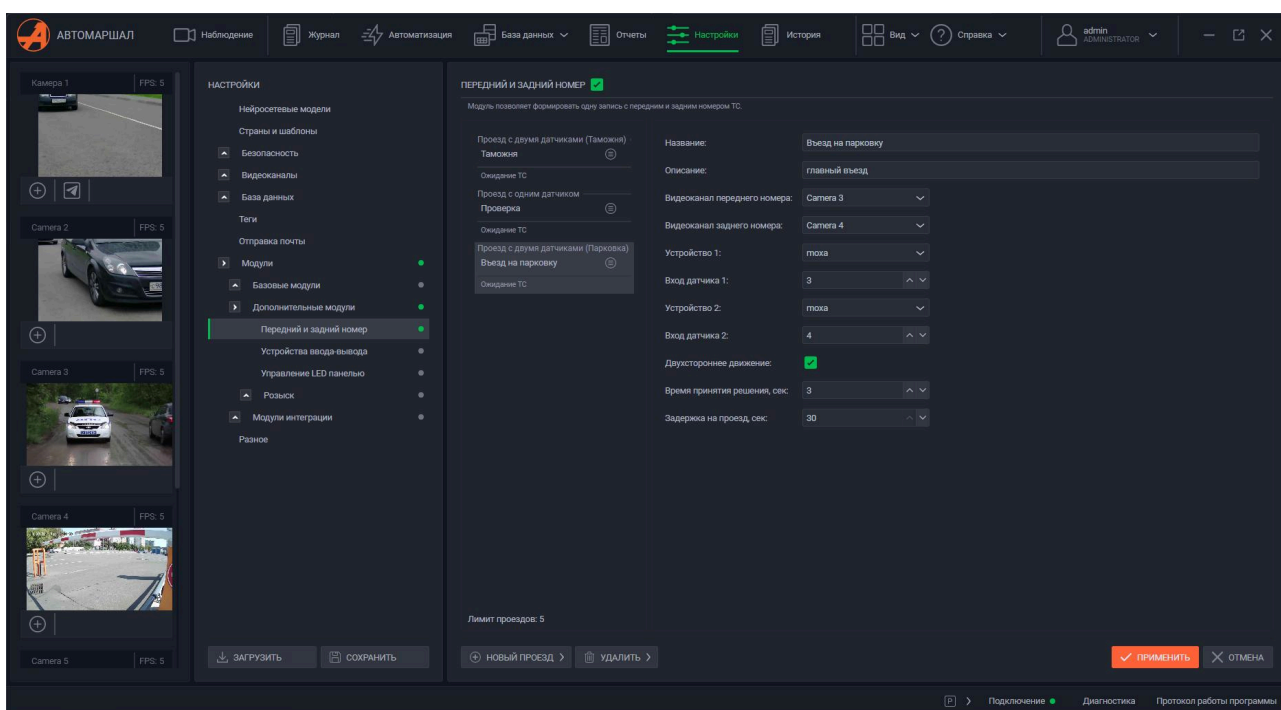 АВТОМАРШАЛ
Наблюдение
Журнал
Автоматизация
База данных
Отчеты
Настройки
История
Вид
Справка
admin
ADMINISTRATOR
Камера 1 FPS: 5
Camera 2 FPS: 5
Camera 3 FPS: 5
Camera 4 FPS: 5
Camera 5 FPS: 5
НАСТРОЙКИ
Нейросетевые модели
Страны и шаблоны
Безопасность
Видеоканалы
База данных
Теги
Отправка почты
Модули
Базовые модули
Дополнительные модули
Передний и задний номер
Устройства ввода-вывода
Управление LED панелью
Розыск
Модули интеграции
Разное
ЗАГРУЗИТЬ
СОХРАНИТЬ
ПЕРЕДНИЙ И ЗАДНИЙ НОМЕР
Модуль позволяет формировать одну запись с передним и задним номером ТС.
Проезд с двумя датчиками (Таможня)
Таможня
Ожидание ТС
Проезд с одним датчиком
Проверка
Ожидание ТС
Проезд с двумя датчиками (Парковка)
Въезд на парковку
Ожидание ТС
Название: Въезд на парковку
Описание: главный въезд
Видеоканал переднего номера: Camera 3
Видеоканал заднего номера: Camera 4
Устройство 1: moxa
Вход датчика 1: 3
Устройство 2: moxa
Вход датчика 2: 4
Двухстороннее движение:
Время принятия решения, сек: 3
Задержка на проезд, сек: 30
Лимит проездов: 5
НОВЫЙ ПРОЕЗД
УДАЛИТЬ
ПРИМЕНИТЬ
ОТМЕНА
P
Подключение
Диагностика
Протокол работы программы